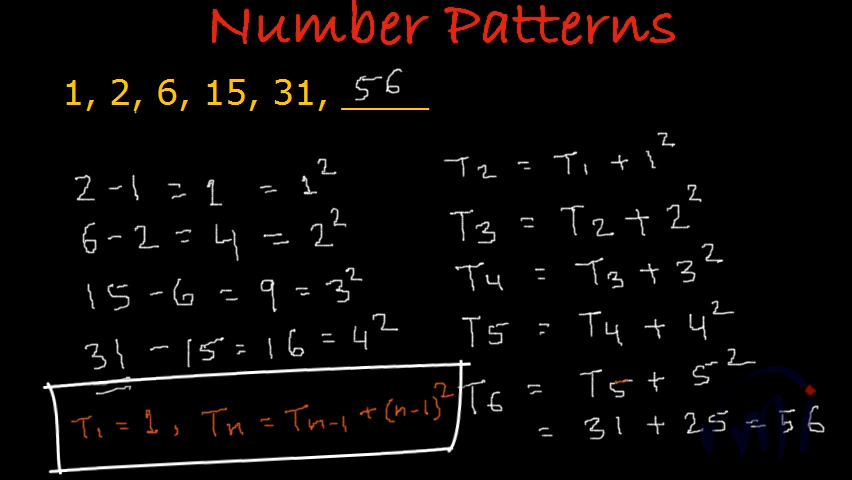 Number Patterns
1, 2, 6, 15, 31, 56
2 - 1 = 1 = 1²
6 - 2 = 4 = 2²
15 - 6 = 9 = 3²
31 - 15 = 16 = 4²
T₁ = 1, Tₙ = Tₙ₋₁ + (n-1)²
T₂ = T₁ + 1²
T₃ = T₂ + 2²
T₄ = T₃ + 3²
T₅ = T₄ + 4²
T₆ = T₅ + 5²
= 31 + 25 = 56